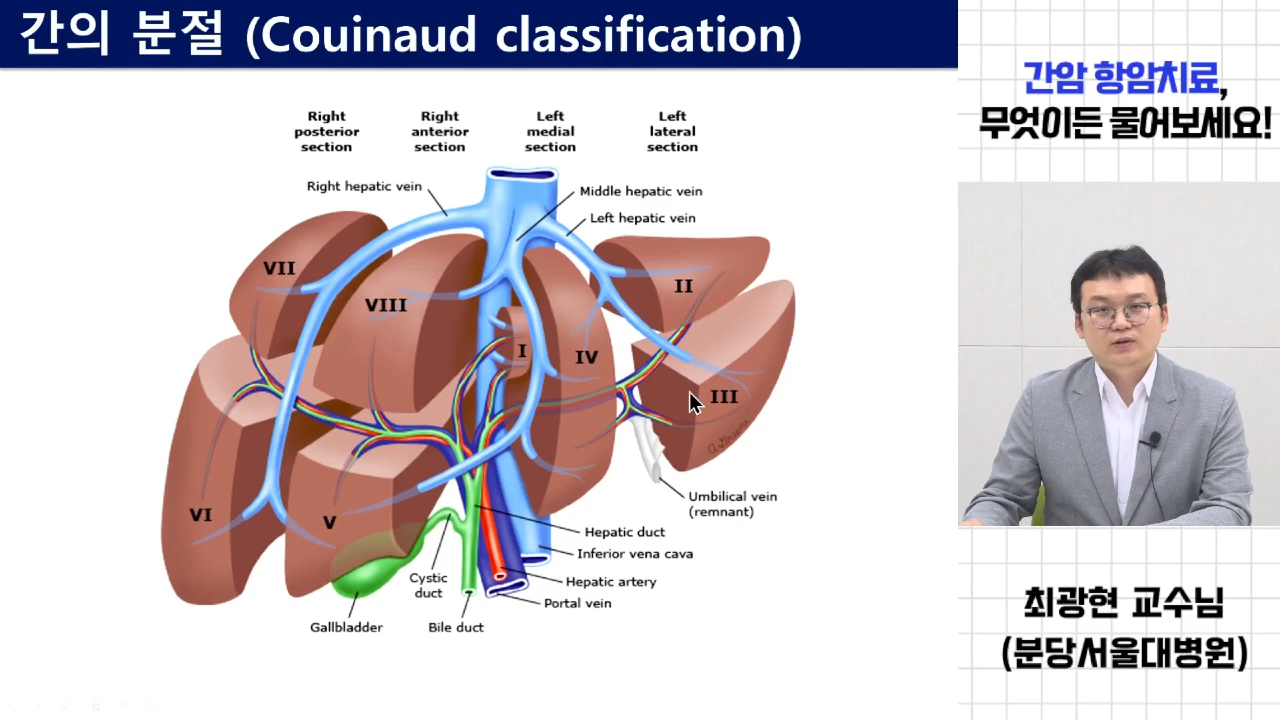 간의 분절 (Couinaud classification)
Right posterior section
Right anterior section
Left medial section
Left lateral section
Right hepatic vein
Middle hepatic vein
Left hepatic vein
VII
VIII
II
I
IV
III
VI
V
Umbilical vein
(remnant)
Hepatic duct
Inferior vena cava
Cystic
duct
Hepatic artery
Portal vein
Gallbladder
Bile duct
간암 항암치료,
무엇이든 물어보세요!
최광현 교수님
(분당서울대병원)